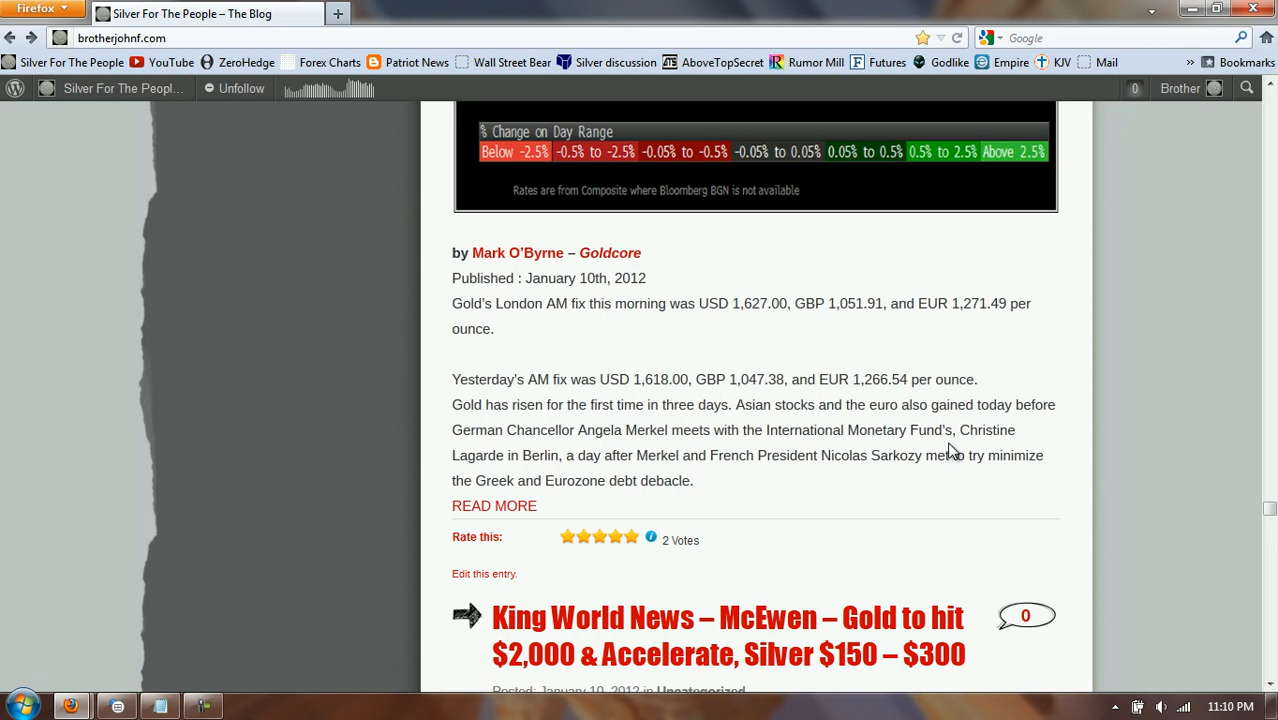 Firefox
Silver For The People – The Blog
brotherjohnf.com
Google
Silver For The People YouTube ZeroHedge Forex Charts Patriot News Wall Street Bear Silver discussion AboveTopSecret Rumor Mill Futures Godlike Empire KJV Mail » Bookmarks
Silver For The Peopl... Unfollow 0 Brother
% Change on Day Range
Below -2.5% -0.5% to -2.5% -0.05% to -0.5% -0.05% to 0.05% 0.05% to 0.5% 0.5% to 2.5% Above 2.5%
Rates are from Composite where Bloomberg BGN is not available
by Mark O'Byrne – Goldcore
Published : January 10th, 2012
Gold's London AM fix this morning was USD 1,627.00, GBP 1,051.91, and EUR 1,271.49 per
ounce.
Yesterday's AM fix was USD 1,618.00, GBP 1,047.38, and EUR 1,266.54 per ounce.
Gold has risen for the first time in three days. Asian stocks and the euro also gained today before
German Chancellor Angela Merkel meets with the International Monetary Fund's, Christine
Lagarde in Berlin, a day after Merkel and French President Nicolas Sarkozy met to try minimize
the Greek and Eurozone debt debacle.
READ MORE
Rate this: 2 Votes
Edit this entry.
King World News – McEwen – Gold to hit
$2,000 & Accelerate, Silver $150 – $300
0
Posted: January 10, 2012 in Uncategorized
11:10 PM